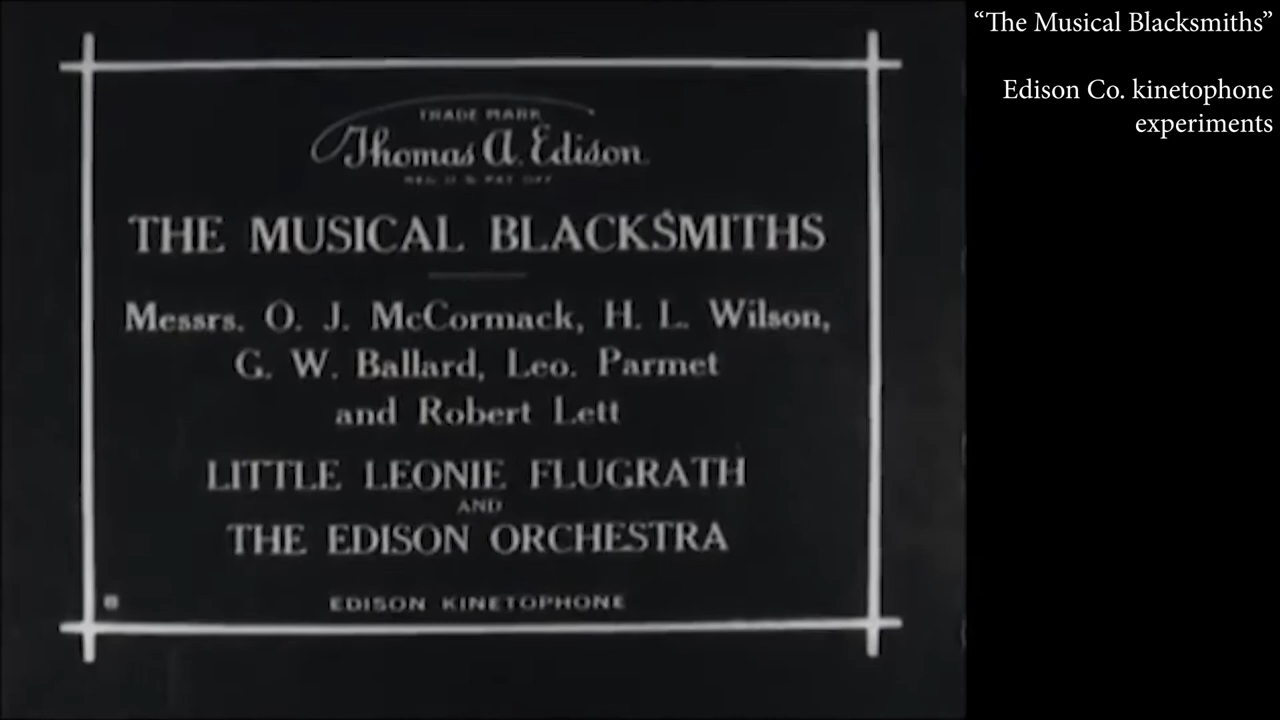 TRADE MARK
Thomas A. Edison
REG. U. S. PAT. OFF.
THE MUSICAL BLACKSMITHS
Messrs. O. J. McCormack, H. L. Wilson,
G. W. Ballard, Leo. Parmet
and Robert Lett
LITTLE LEONIE FLUGRATH
AND
THE EDISON ORCHESTRA
EDISON KINETOPHONE
“The Musical Blacksmiths”
Edison Co. kinetophone
experiments